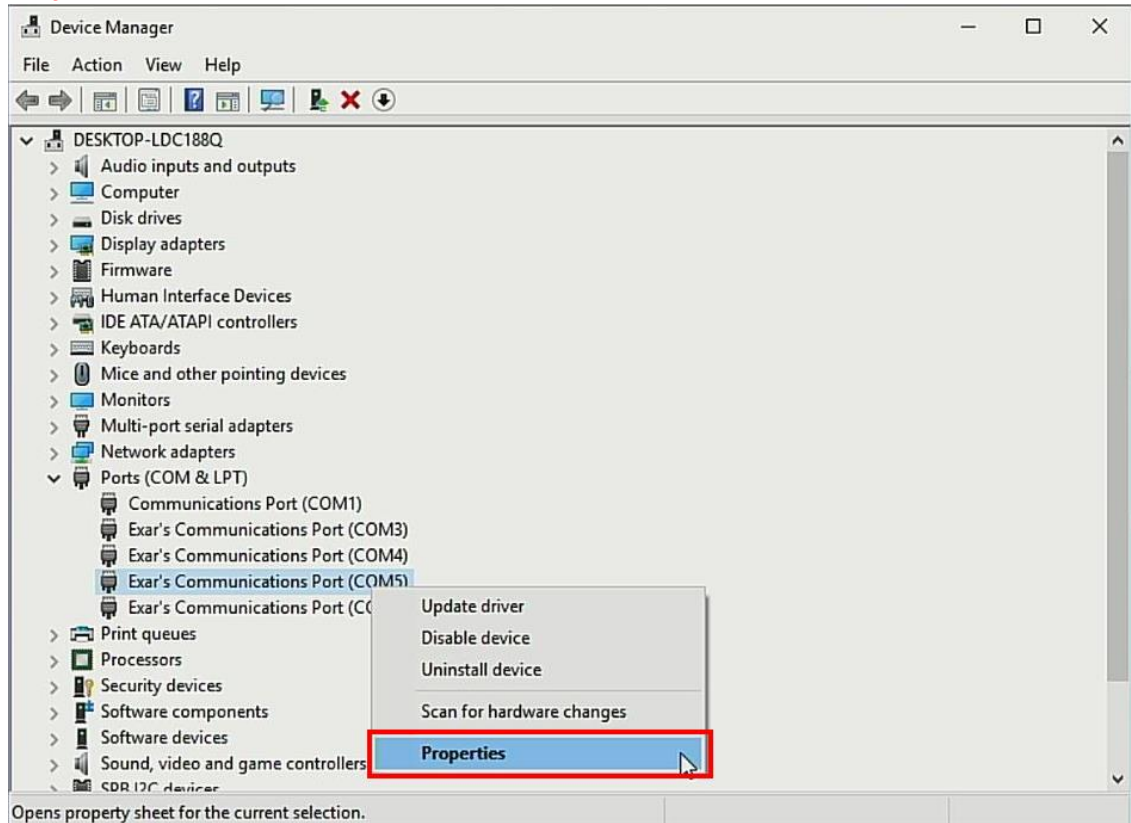 Device Manager
File Action View Help
DESKTOP-LDC188Q
Audio inputs and outputs
Computer
Disk drives
Display adapters
Firmware
Human Interface Devices
IDE ATA/ATAPI controllers
Keyboards
Mice and other pointing devices
Monitors
Multi-port serial adapters
Network adapters
Ports (COM & LPT)
Communications Port (COM1)
Exar's Communications Port (COM3)
Exar's Communications Port (COM4)
Exar's Communications Port (COM5)
Exar's Communications Port (CO
Print queues
Processors
Security devices
Software components
Software devices
Sound, video and game controllers
SPB I2C devices
Update driver
Disable device
Uninstall device
Scan for hardware changes
Properties
Opens property sheet for the current selection.